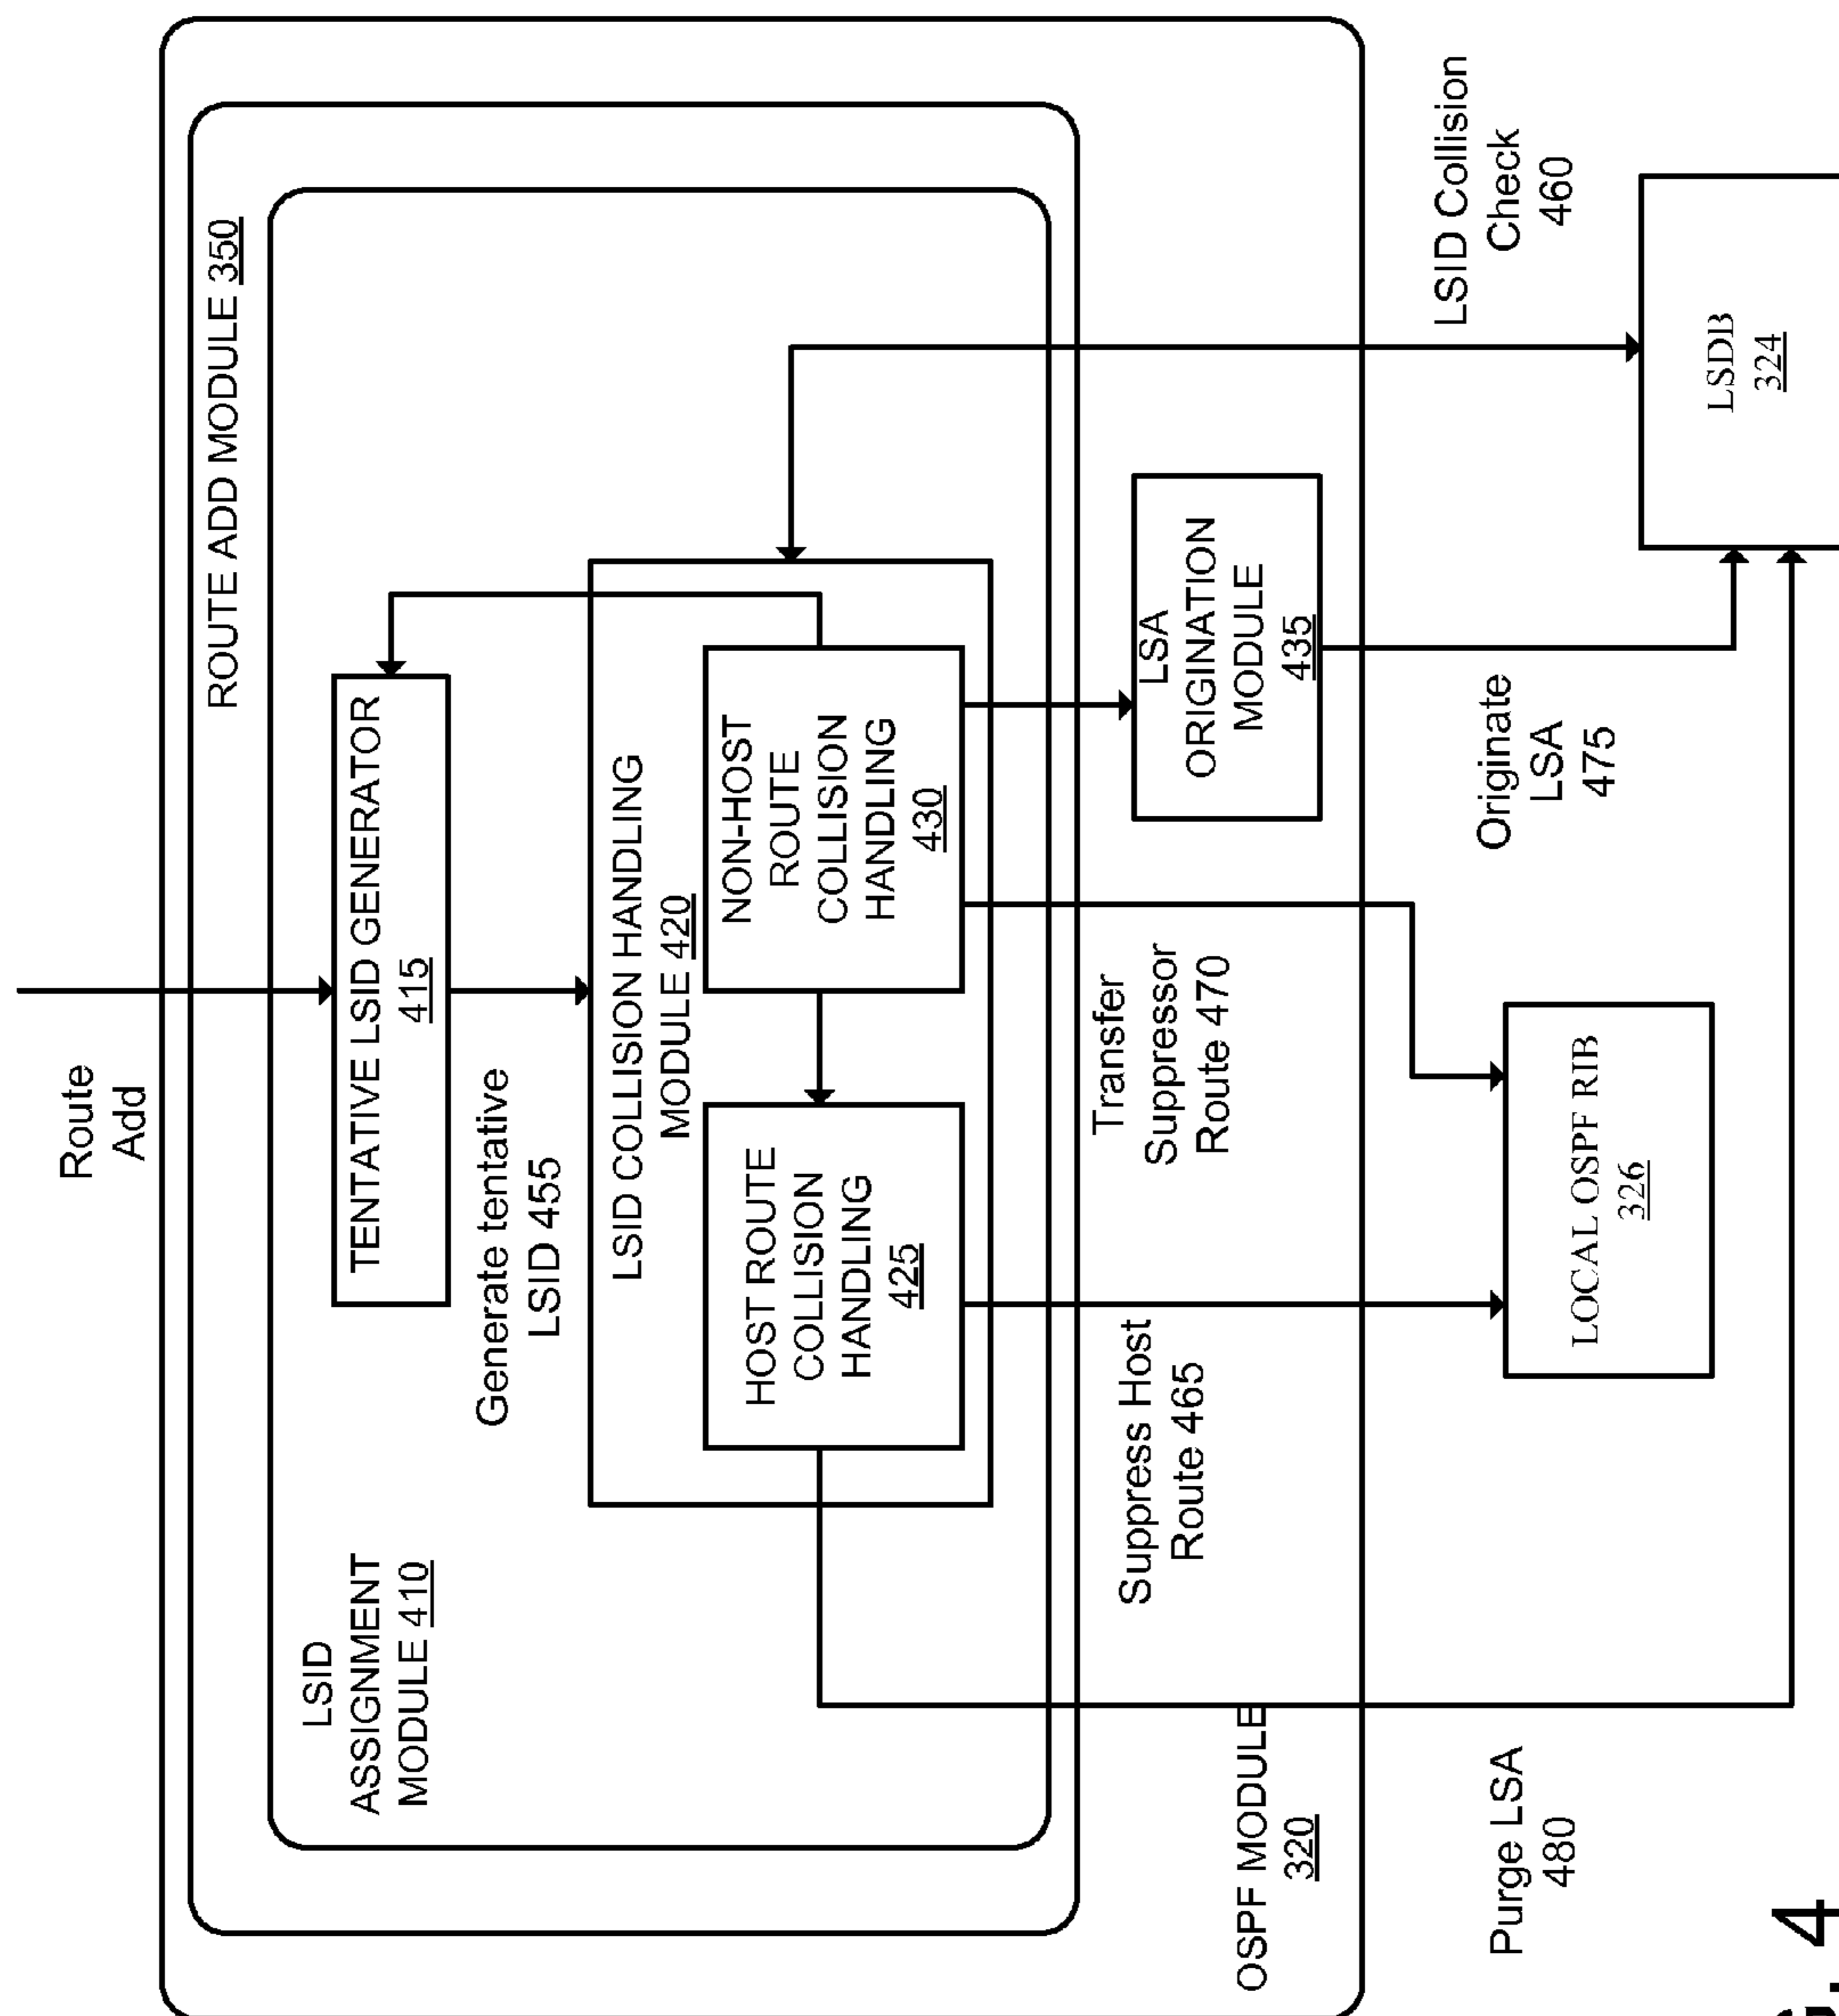 Route
Add
ROUTE ADD MODULE 350
LSID
ASSIGNMENT
MODULE 410
TENTATIVE LSID GENERATOR
415
Generate tentative
LSID 455
LSID COLLISION HANDLING
MODULE 420
HOST ROUTE
COLLISION
HANDLING
425
NON-HOST
ROUTE
COLLISION
HANDLING
430
LSA
ORIGINATION
MODULE
435
OSPF MODULE
320
Suppress Host
Route 465
Transfer
Suppressor
Route 470
Originate
LSA
475
LSID Collision
Check
460
Purge LSA
480
LOCAL OSPF RIB
326
LSDB
324
4